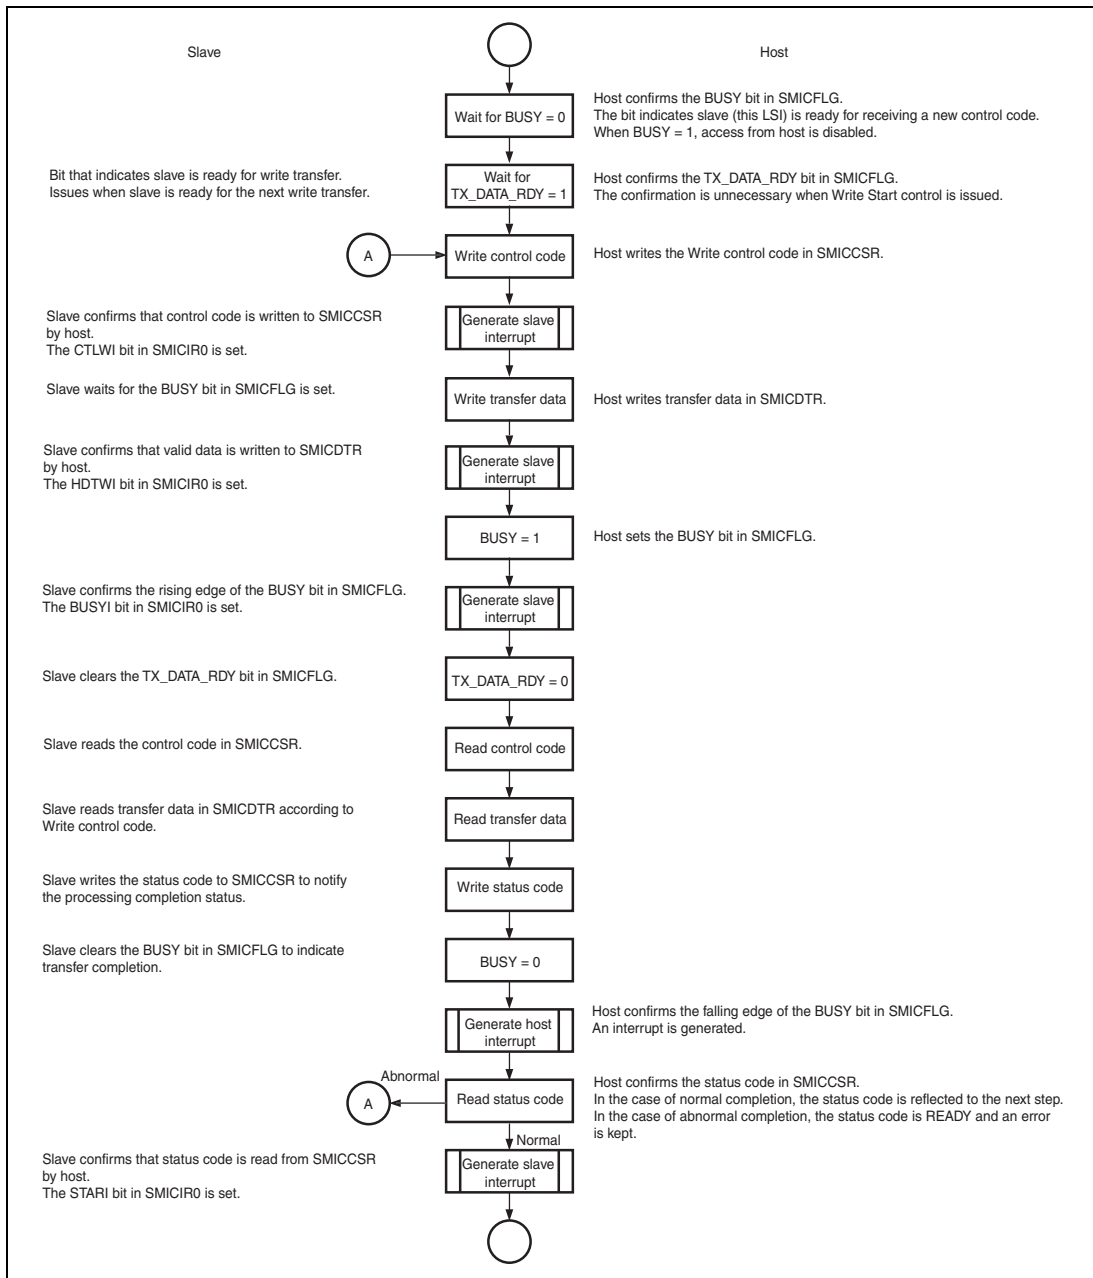 Slave
Host
Wait for BUSY = 0
Host confirms the BUSY bit in SMICFLG.
The bit indicates slave (this LSI) is ready for receiving a new control code.
When BUSY = 1, access from host is disabled.
Bit that indicates slave is ready for write transfer.
Issues when slave is ready for the next write transfer.
Wait for
TX_DATA_RDY = 1
Host confirms the TX_DATA_RDY bit in SMICFLG.
The confirmation is unnecessary when Write Start control is issued.
A
Write control code
Host writes the Write control code in SMICCSR.
Slave confirms that control code is written to SMICCSR
by host.
The CTLWI bit in SMICIR0 is set.
Generate slave
interrupt
Slave waits for the BUSY bit in SMICFLG is set.
Write transfer data
Host writes transfer data in SMICDTR.
Slave confirms that valid data is written to SMICDTR
by host.
The HDTWI bit in SMICIR0 is set.
Generate slave
interrupt
BUSY = 1
Host sets the BUSY bit in SMICFLG.
Slave confirms the rising edge of the BUSY bit in SMICFLG.
The BUSYI bit in SMICIR0 is set.
Generate slave
interrupt
Slave clears the TX_DATA_RDY bit in SMICFLG.
TX_DATA_RDY = 0
Slave reads the control code in SMICCSR.
Read control code
Slave reads transfer data in SMICDTR according to
Write control code.
Read transfer data
Slave writes the status code to SMICCSR to notify
the processing completion status.
Write status code
Slave clears the BUSY bit in SMICFLG to indicate
transfer completion.
BUSY = 0
Generate host
interrupt
Host confirms the falling edge of the BUSY bit in SMICFLG.
An interrupt is generated.
Abnormal
A
Read status code
Host confirms the status code in SMICCSR.
In the case of normal completion, the status code is reflected to the next step.
In the case of abnormal completion, the status code is READY and an error
is kept.
Normal
Slave confirms that status code is read from SMICCSR
by host.
The STARI bit in SMICIR0 is set.
Generate slave
interrupt